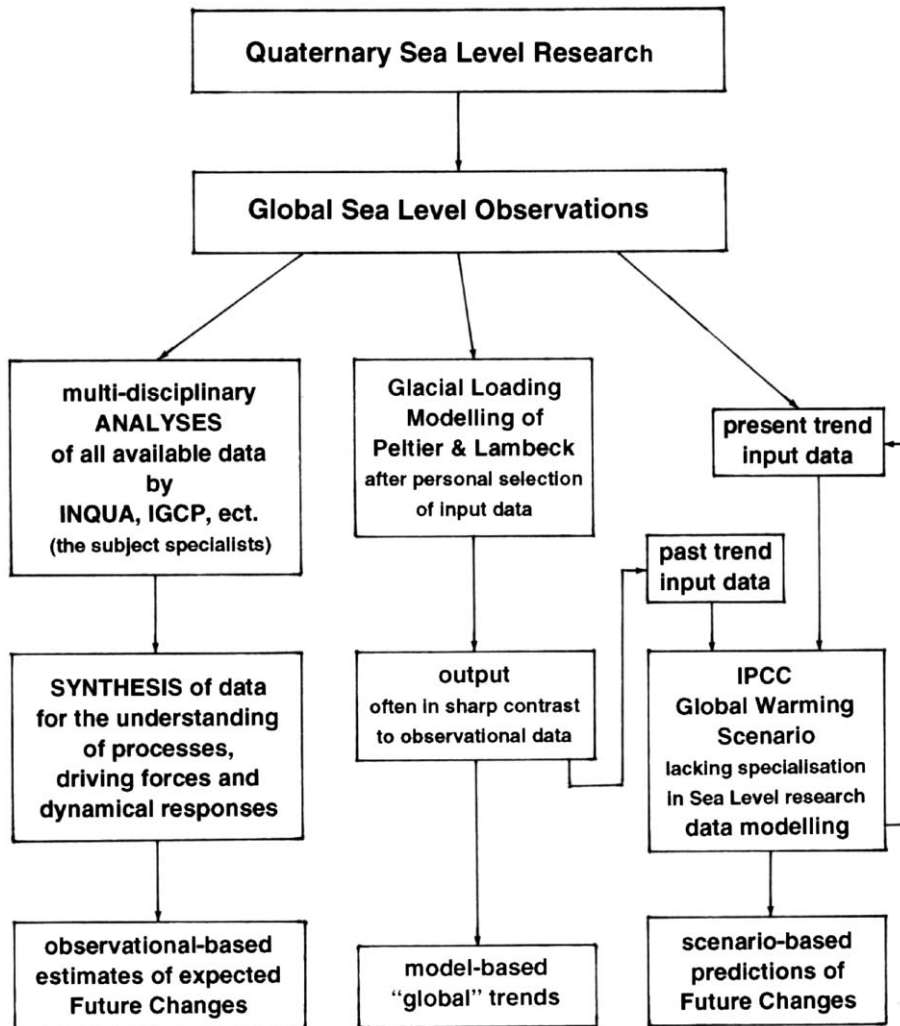 Quaternary Sea Level Research
Global Sea Level Observations
multi-disciplinary
ANALYSES
of all available data
by
INQUA, IGCP, ect.
(the subject specialists)
Glacial Loading
Modelling of
Peltier & Lambeck
after personal selection
of input data
present trend
input data
past trend
input data
SYNTHESIS of data
for the understanding
of processes,
driving forces and
dynamical responses
output
often in sharp contrast
to observational data
IPCC
Global Warming
Scenario
lacking specialisation
in Sea Level research
data modelling
observational-based
estimates of expected
Future Changes
model-based
“global” trends
scenario-based
predictions of
Future Changes